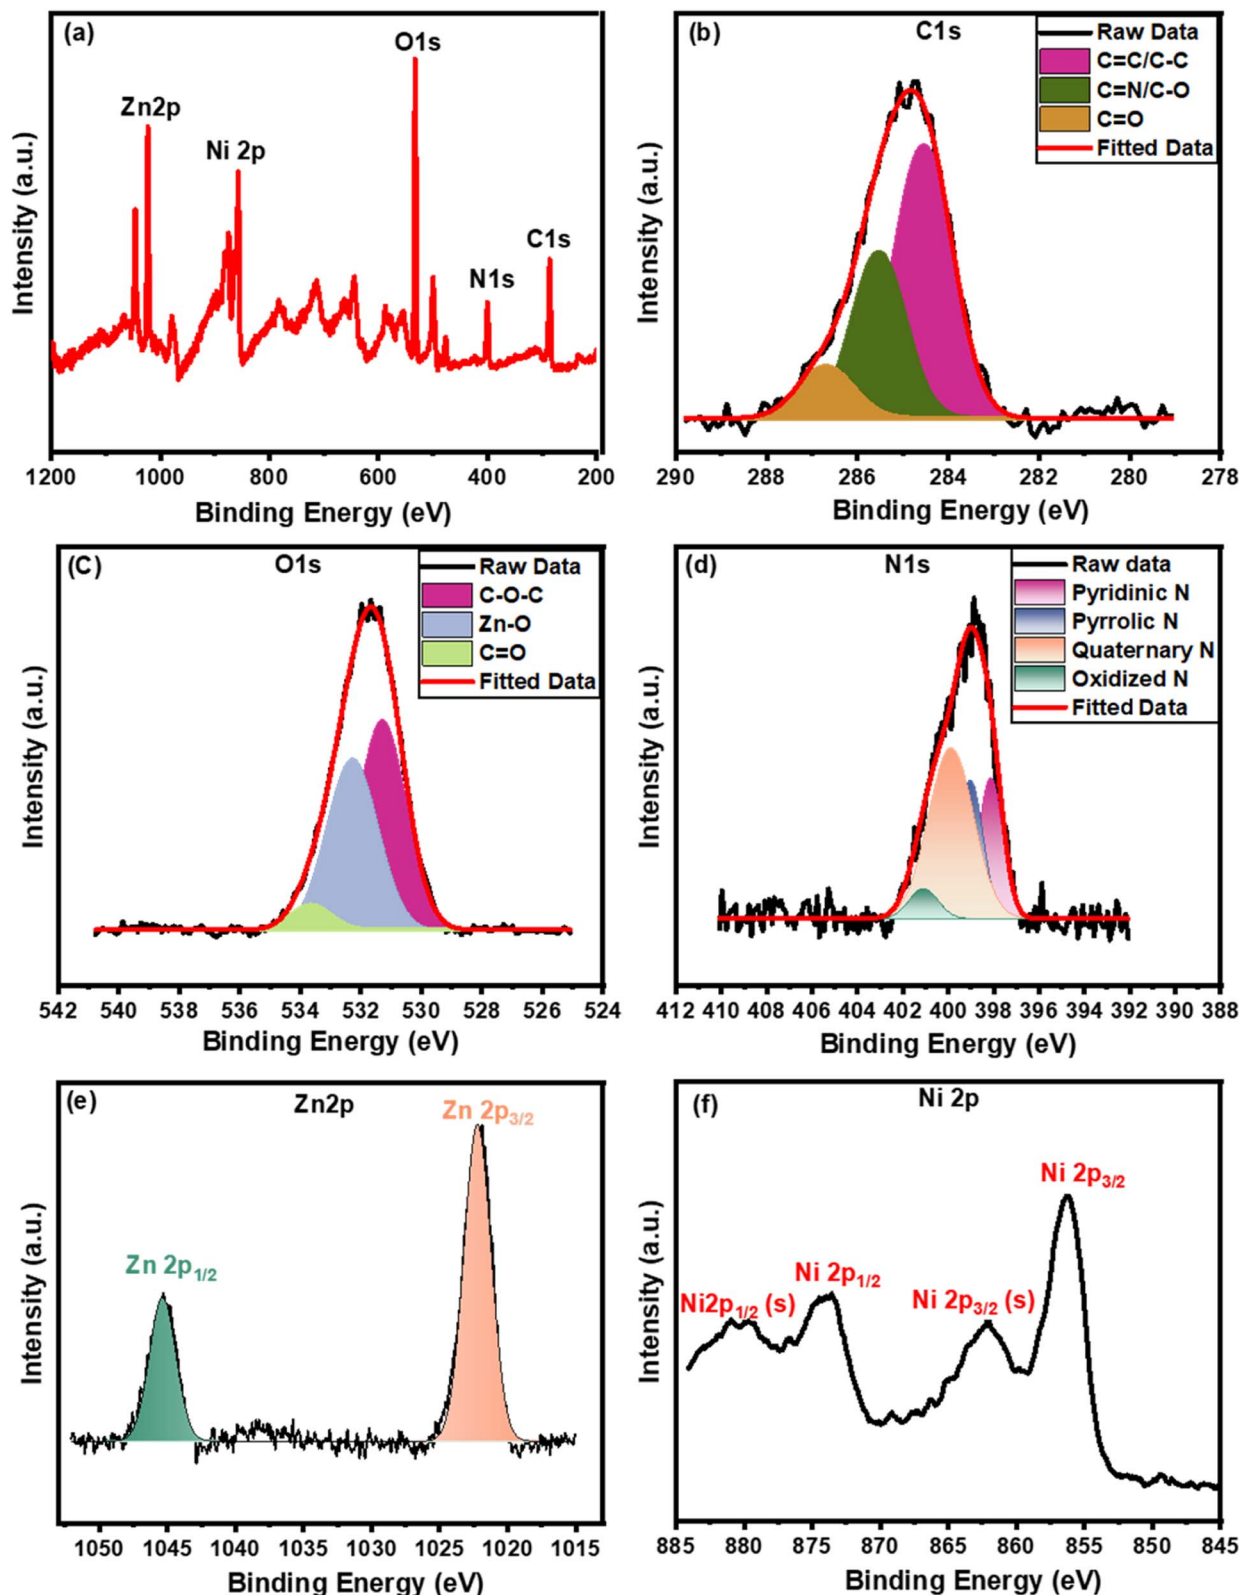 (a)
O1s
Zn2p
Ni 2p
C1s
N1s
Intensity (a.u.)
1200 1000 800 600 400 200
Binding Energy (eV)
(b)
C1s
Raw Data
C=C/C-C
C=N/C-O
C=O
Fitted Data
Intensity (a.u.)
290 288 286 284 282 280 278
Binding Energy (eV)
(C)
O1s
Raw Data
C-O-C
Zn-O
C=O
Fitted Data
Intensity (a.u.)
542 540 538 536 534 532 530 528 526 524
Binding Energy (eV)
(d)
N1s
Raw data
Pyridinic N
Pyrrolic N
Quaternary N
Oxidized N
Fitted Data
Intensity (a.u.)
412 410 408 406 404 402 400 398 396 394 392 390 388
Binding Energy (eV)
(e)
Zn2p
Zn 2p3/2
Zn 2p1/2
Intensity (a.u.)
1050 1045 1040 1035 1030 1025 1020 1015
Binding Energy (eV)
(f)
Ni 2p
Ni 2p3/2
Ni 2p1/2
Ni2p1/2 (s)
Ni 2p3/2 (s)
Intensity (a.u.)
885 880 875 870 865 860 855 850 845
Binding Energy (eV)